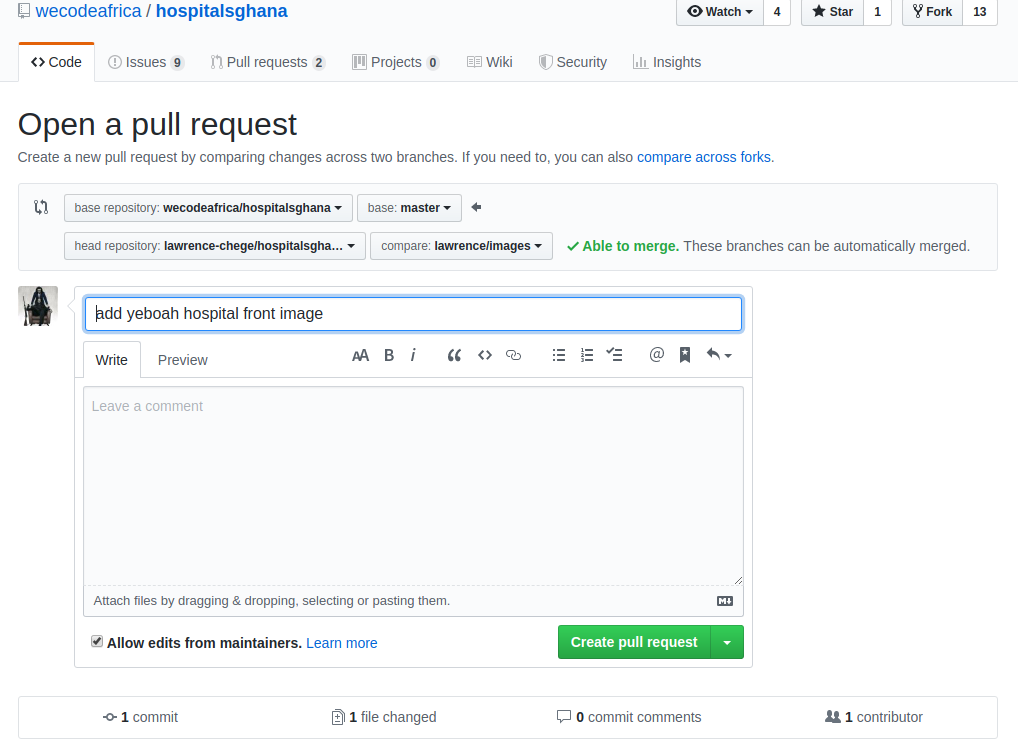 wecodeafrica / hospitalsghana Watch 4 Star 1 Fork 13
Code Issues 9 Pull requests 2 Projects 0 Wiki Security Insights
Open a pull request
Create a new pull request by comparing changes across two branches. If you need to, you can also compare across forks.
base repository: wecodeafrica/hospitalsghana base: master
head repository: lawrence-chege/hospitalsgha... compare: lawrence/images Able to merge. These branches can be automatically merged.
add yeboah hospital front image
Write Preview AA B i @
Leave a comment
Attach files by dragging & dropping, selecting or pasting them. M
Allow edits from maintainers. Learn more Create pull request
1 commit 1 file changed 0 commit comments 1 contributor